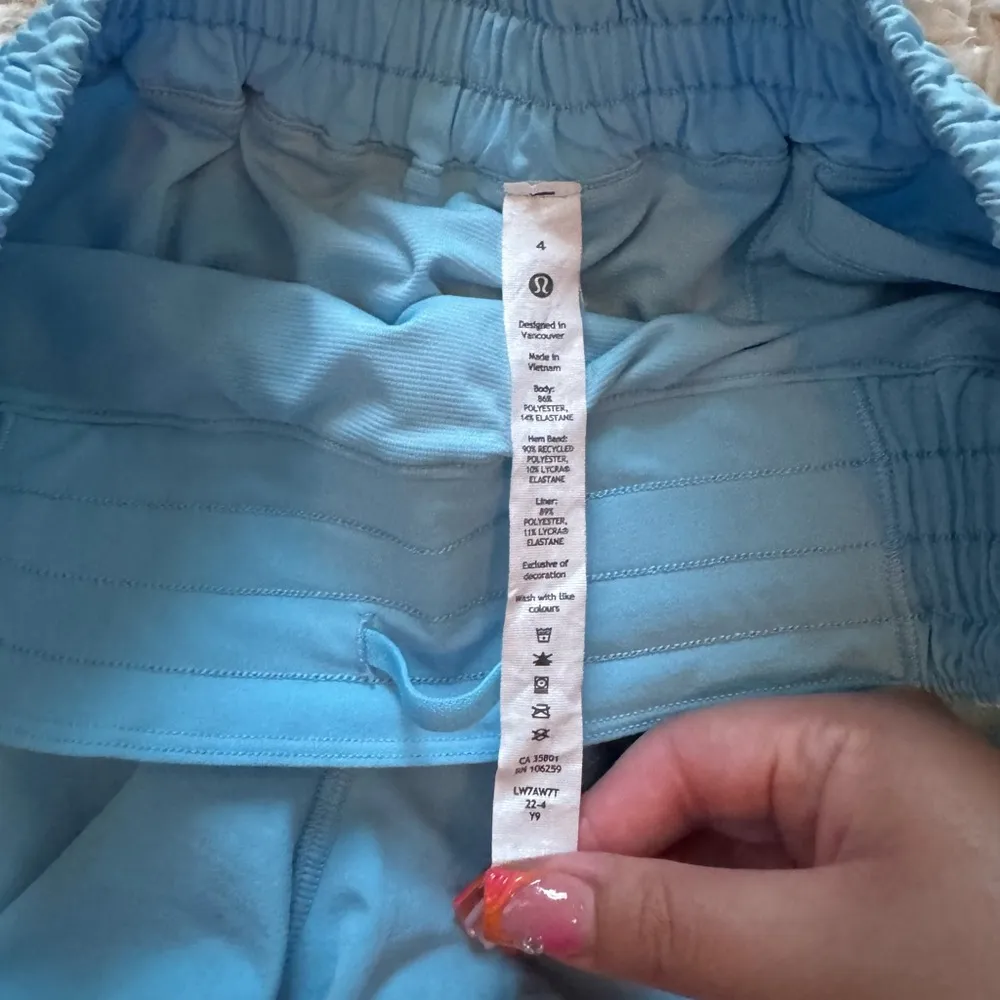 4
Designed in
Vancouver
Made in
Vietnam
Body:
86%
POLYESTER,
14% ELASTANE
Hem Band:
90% RECYCLED
POLYESTER,
10% LYCRA®
ELASTANE
Liner:
89%
POLYESTER,
11% LYCRA®
ELASTANE
Exclusive of
decoration
Wash with like
colours
CA 35801
RN 106259
LW7AW7T
22-4
Y9